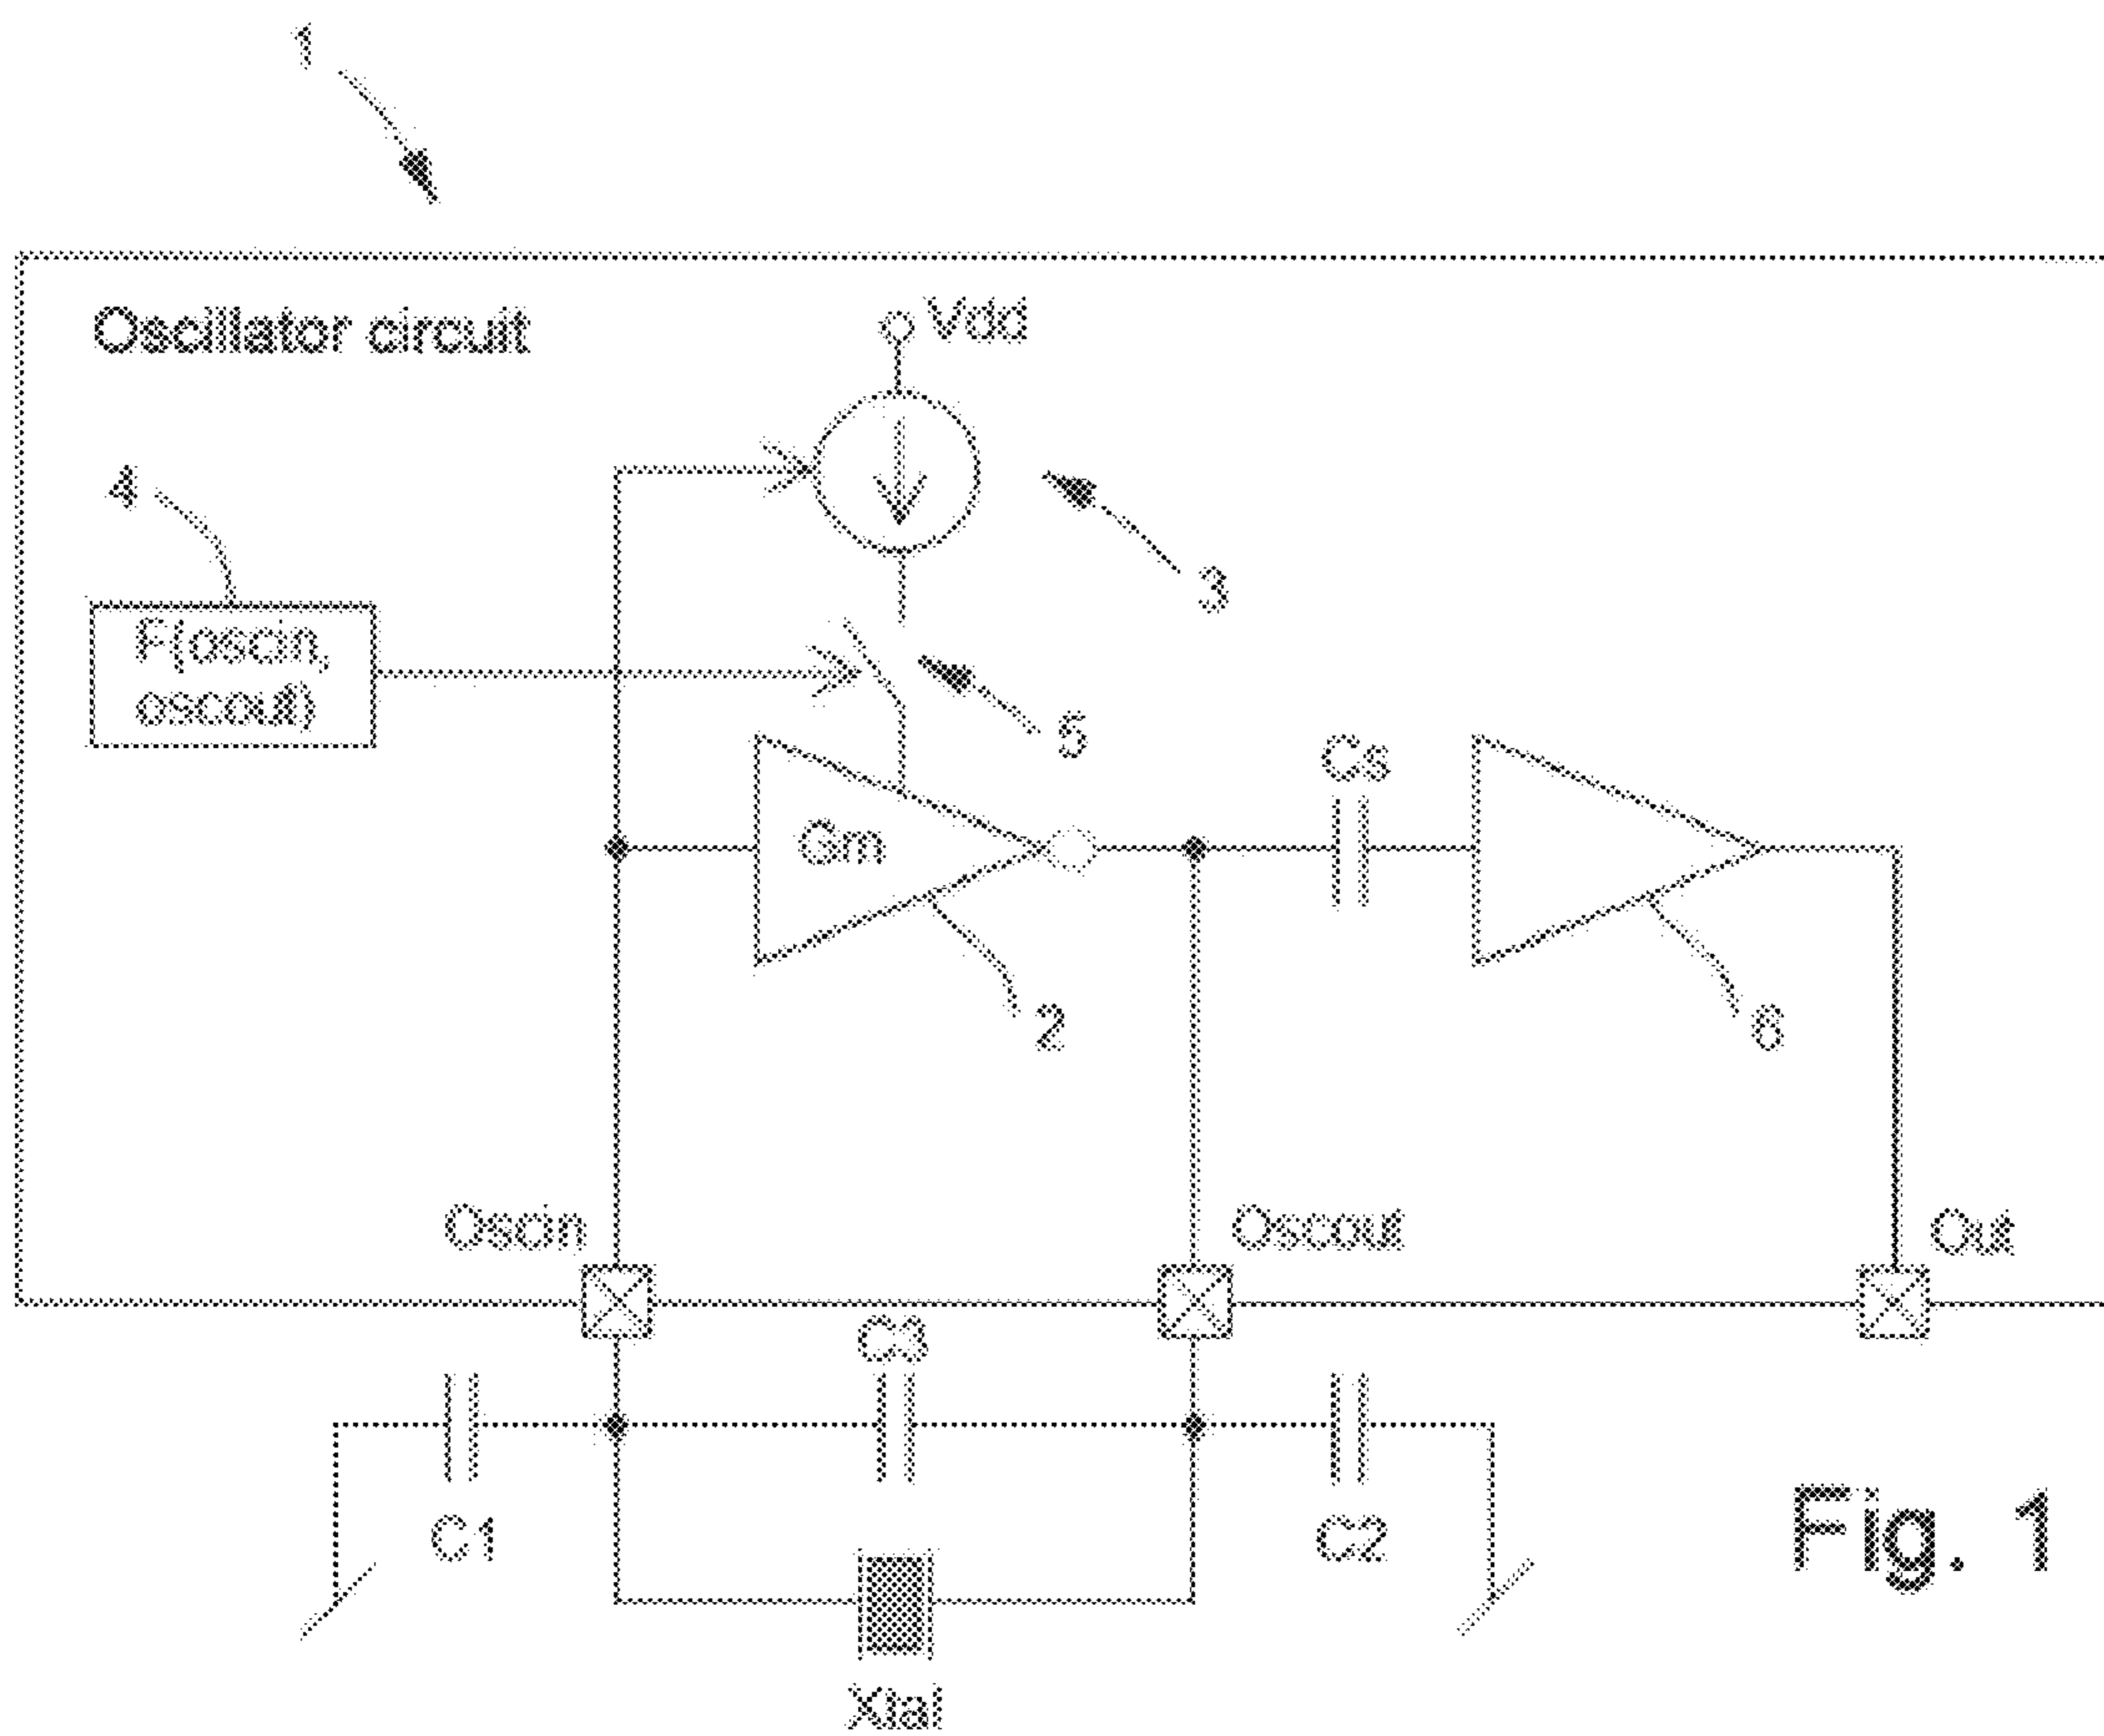 1
Oscillator circuit
Vdd
4
3
F(oscin,
oscout)
5
Cs
Gm
2
6
Oscin
Oscout
Out
C3
C1
C2
Fig. 1
Xtal